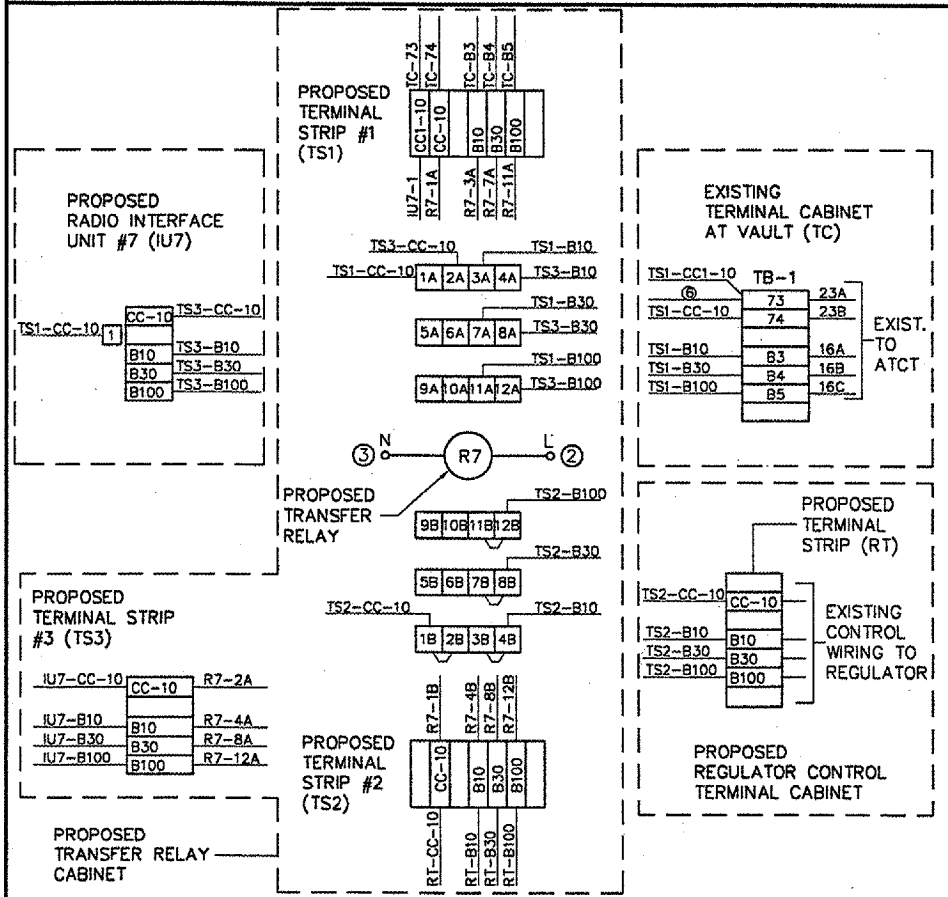 TC-73
TC-74
TC-B3
TC-B4
TC-B5
PROPOSED
TERMINAL
STRIP #1
(TS1)
CC1-10
CC-10
B10
B30
B100
IU7-1
R7-1A
R7-3A
R7-7A
R7-11A
PROPOSED
RADIO INTERFACE
UNIT #7 (IU7)
TS1-CC-10
1
CC-10
TS3-CC-10
B10
TS3-B10
B30
TS3-B30
B100
TS3-B100
TS3-CC-10
TS1-B10
TS1-CC-10
1A 2A 3A 4A
TS3-B10
TS1-B30
5A 6A 7A 8A
TS3-B30
TS1-B100
9A 10A 11A 12A
TS3-B100
3 N R7 L 2
PROPOSED
TRANSFER
RELAY
TS2-B100
9B 10B 11B 12B
TS2-B30
5B 6B 7B 8B
TS2-CC-10
TS2-B10
1B 2B 3B 4B
EXISTING
TERMINAL CABINET
AT VAULT (TC)
TB-1
TS1-CC1-10
6
73
23A
TS1-CC-10
74
23B
TS1-B10
B3
16A
TS1-B30
B4
16B
TS1-B100
B5
16C
EXIST.
TO
ATCT
PROPOSED
TERMINAL
STRIP (RT)
TS2-CC-10
CC-10
TS2-B10
B10
TS2-B30
B30
TS2-B100
B100
EXISTING
CONTROL
WIRING TO
REGULATOR
PROPOSED
REGULATOR CONTROL
TERMINAL CABINET
PROPOSED
TERMINAL STRIP
#3 (TS3)
IU7-CC-10
CC-10
R7-2A
IU7-B10
B10
R7-4A
IU7-B30
B30
R7-8A
IU7-B100
B100
R7-12A
R7-1B
R7-4B
R7-8B
R7-12B
PROPOSED
TERMINAL
STRIP #2
(TS2)
CC-10
B10
B30
B100
RT-CC-10
RT-B10
RT-B30
RT-B100
PROPOSED
TRANSFER RELAY
CABINET